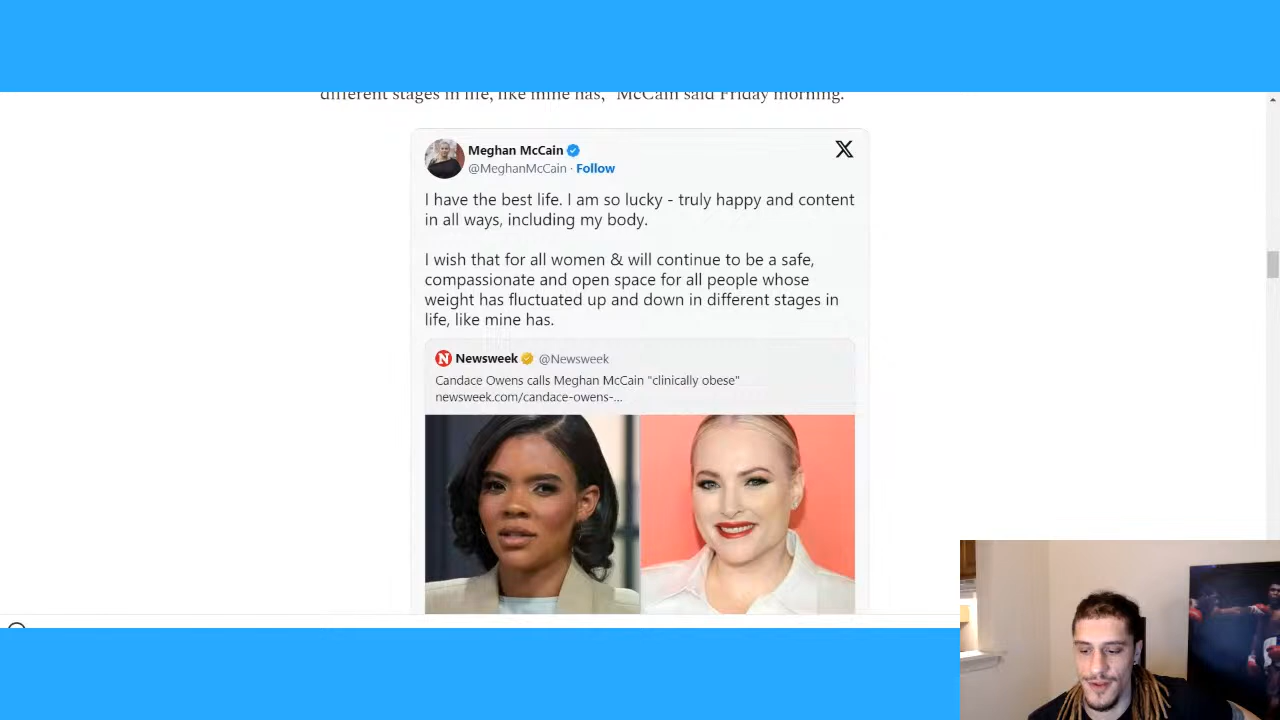 different stages in life, like mine has," McCain said Friday morning.
Meghan McCain
@MeghanMcCain · Follow
I have the best life. I am so lucky - truly happy and content
in all ways, including my body.
I wish that for all women & will continue to be a safe,
compassionate and open space for all people whose
weight has fluctuated up and down in different stages in
life, like mine has.
N Newsweek @Newsweek
Candace Owens calls Meghan McCain "clinically obese"
newsweek.com/candace-owens-...